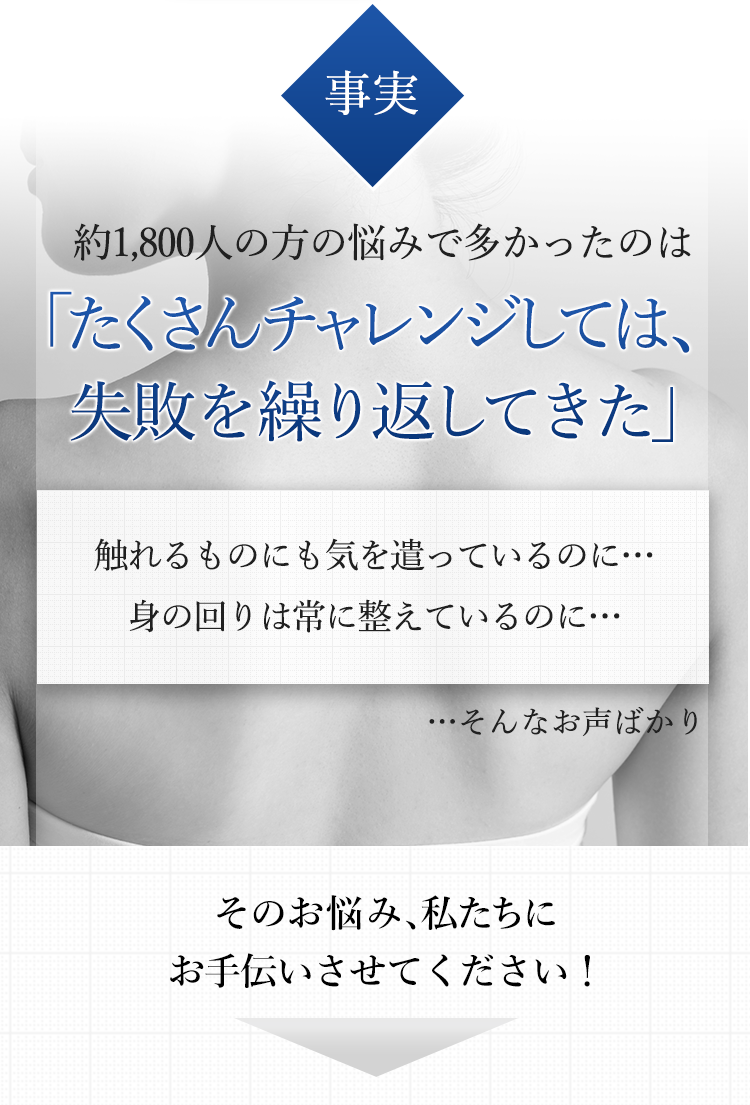 事実
約1,800人の方の悩みで多かったのは
「たくさんチャレンジしては、
失敗を繰り返してきた」
触れるものにも気を遣っているのに…
身の回りは常に整えているのに…
…そんなお声ばかり
そのお悩み、私たちに
お手伝いさせてください！